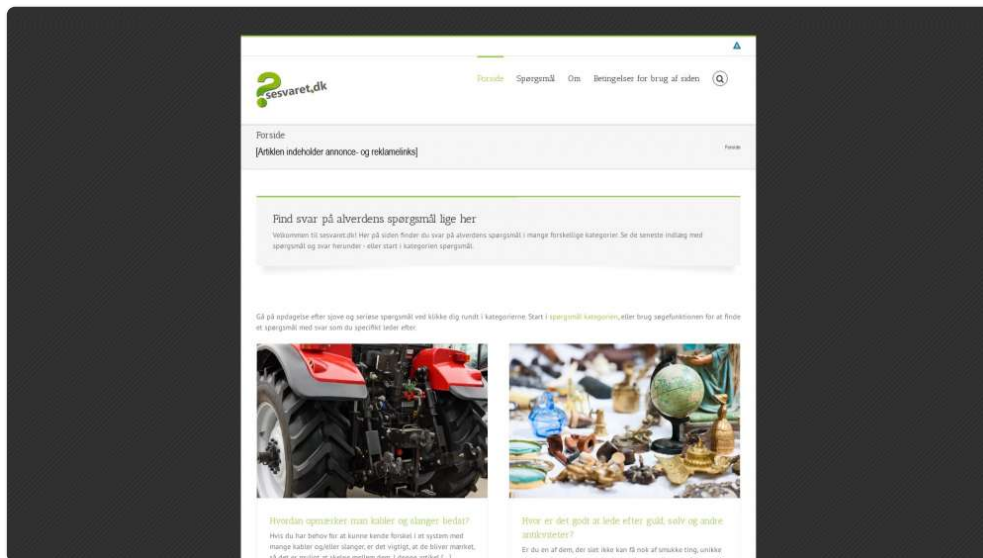 sesvaret.dk
Forside Spørgsmål Om Betingelser for brug af siden
Forside
[Artiklen indeholder annonce- og reklamelinks]
Forside
Find svar på alverdens spørgsmål lige her
Velkommen til sesvaret.dk! Her på siden finder du svar på alverdens spørgsmål i mange forskellige kategorier. Se de seneste indlæg med
spørgsmål og svar herunder - eller start i kategorien spørgsmål.
Gå på opdagelse efter sjove og seriøse spørgsmål ved klikke dig rundt i kategorierne. Start i spørgsmål kategorien, eller brug søgefunktionen for at finde
et spørgsmål med svar som du specifikt leder efter.
Hvordan opmærker man kabler og slanger bedst?
Hvis du har behov for at kunne kende forskel i et system med
mange kabler og/eller slanger, er det vigtigt, at de bliver mærket,
Hvor er det godt at lede efter guld, sølv og andre
antikviteter?
Er du en af dem, der slet ikke kan få nok af smukke ting, unikke